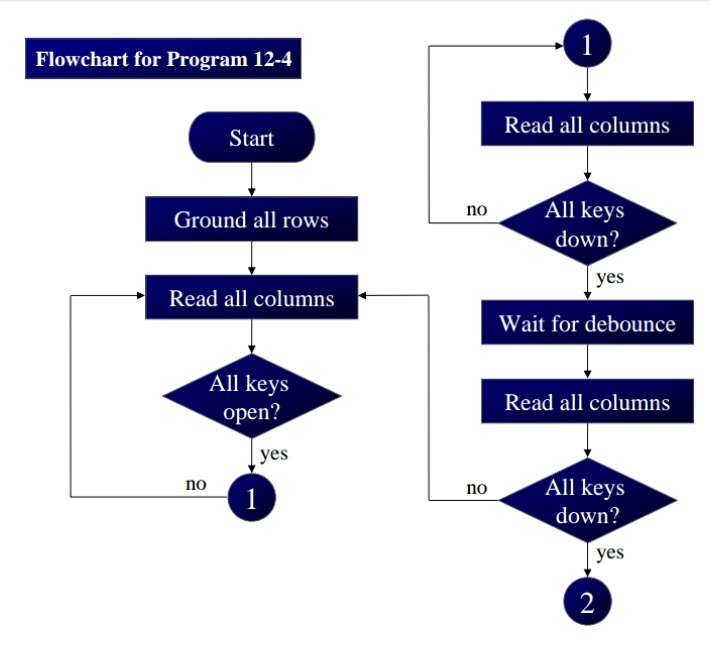 Flowchart for Program 12-4
Start
Ground all rows
Read all columns
All keys
open?
yes
no
1
1
Read all columns
All keys
down?
no
yes
Wait for debounce
Read all columns
All keys
down?
no
yes
2